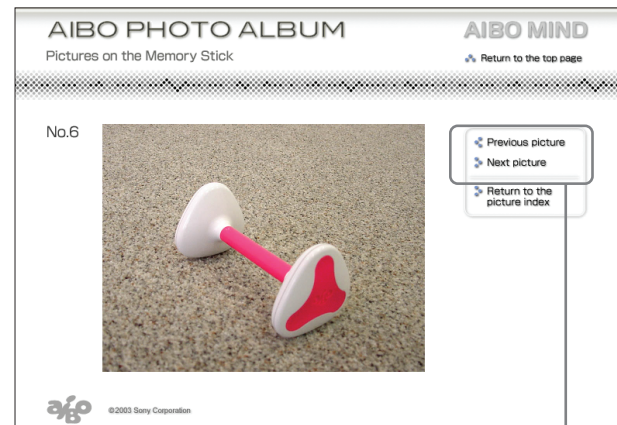 AIBO PHOTO ALBUM
AIBO MIND
Pictures on the Memory Stick
Return to the top page
No.6
Previous picture
Next picture
Return to the
picture index
aiBO
©2003 Sony Corporation